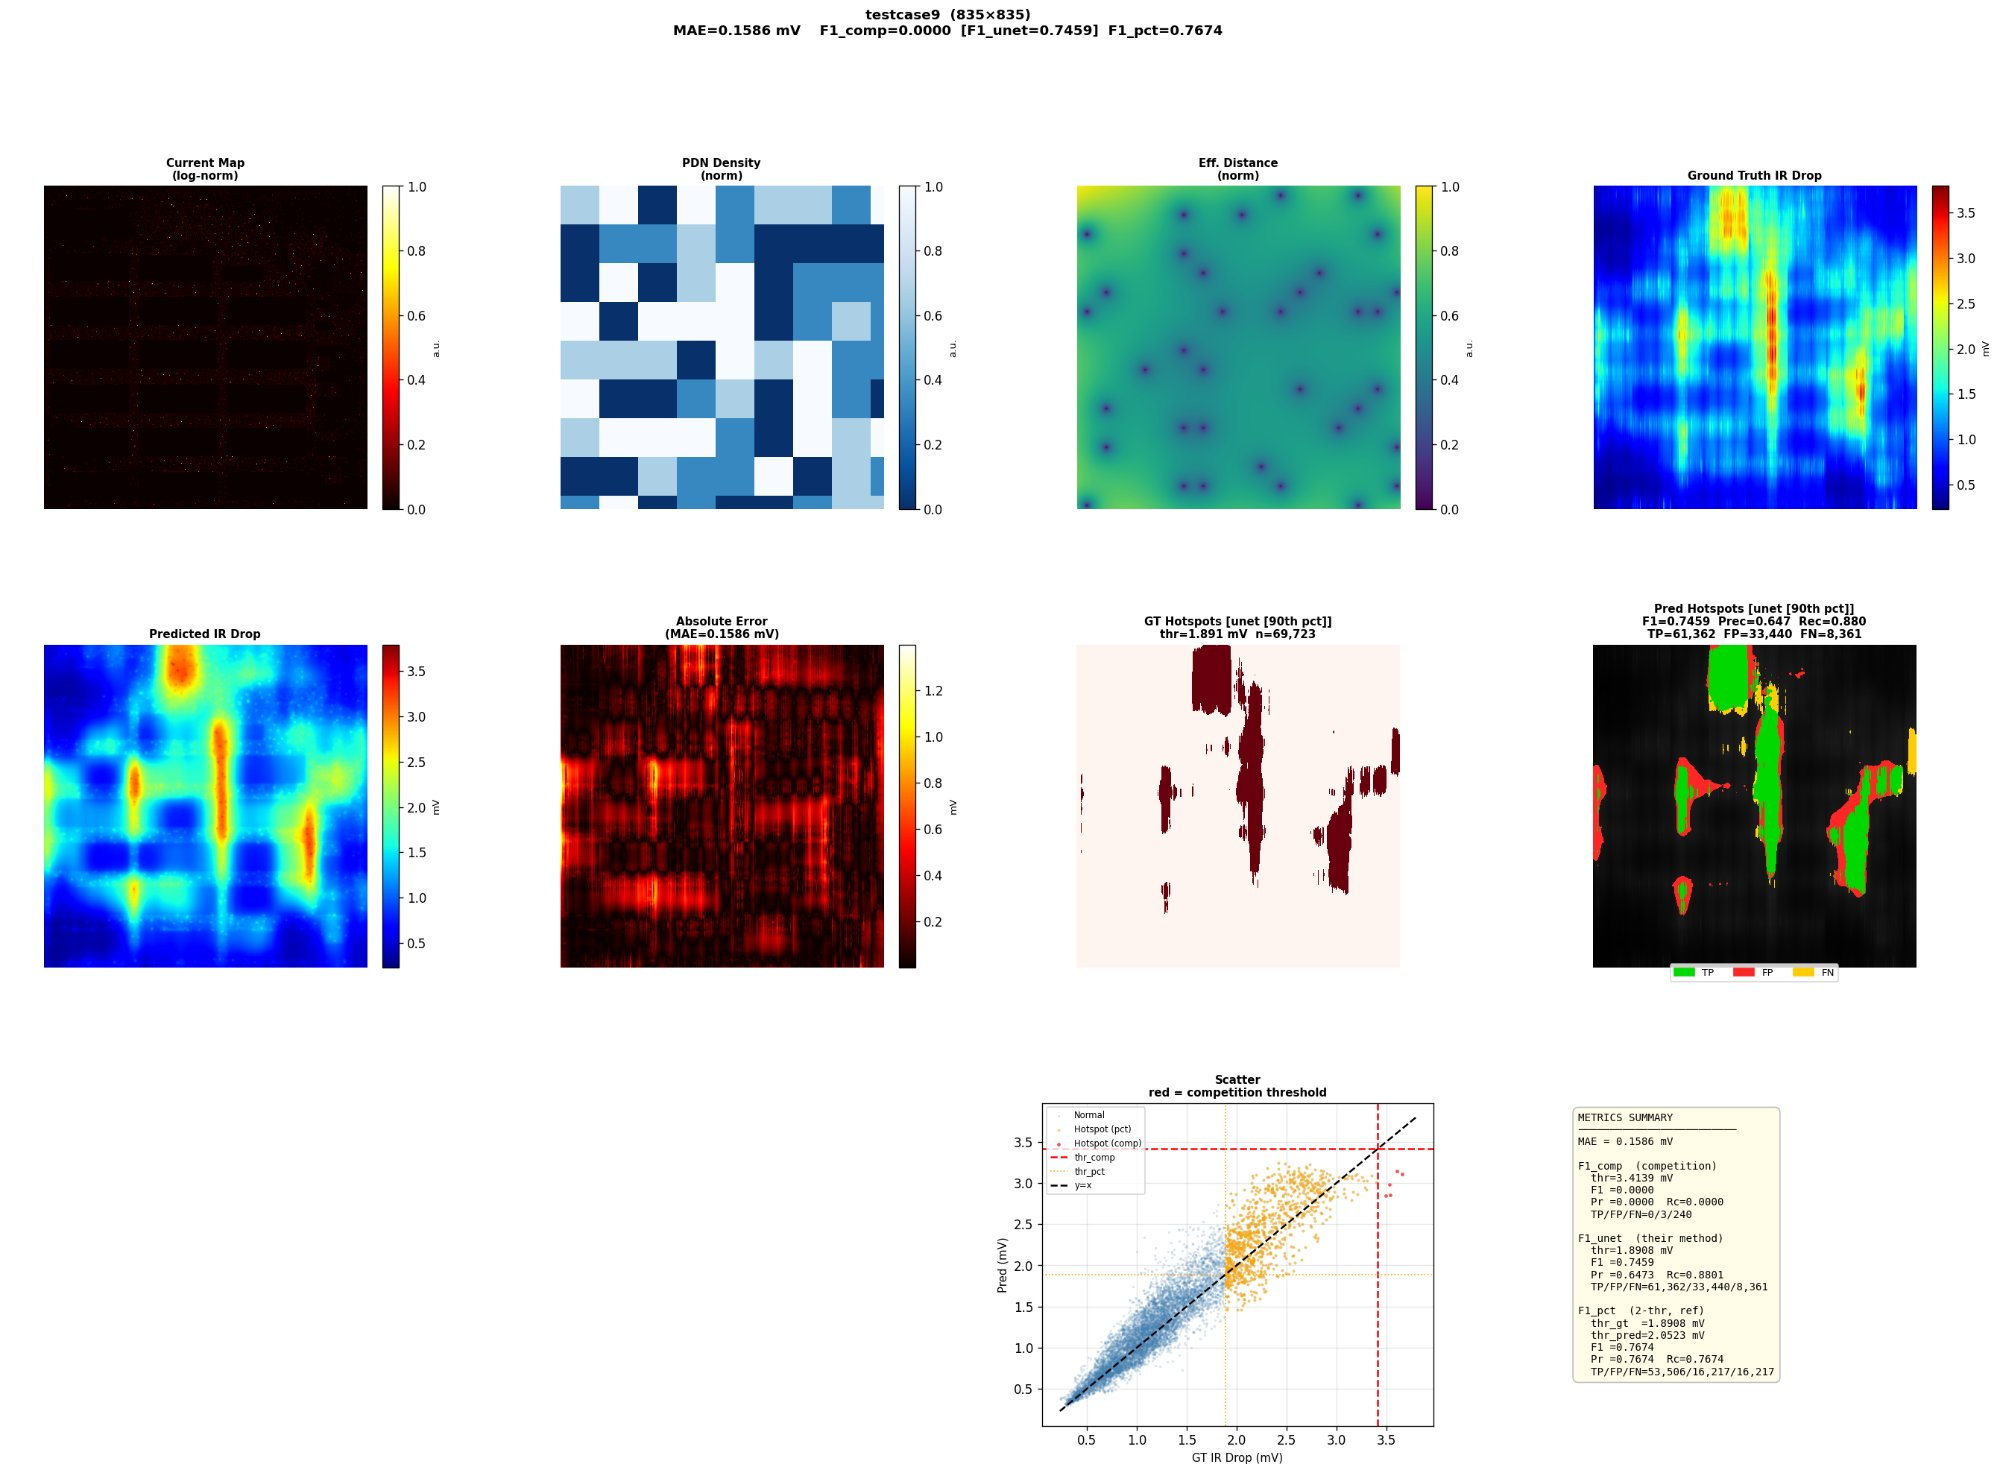 testcase9  (835×835)
MAE=0.1586 mV    F1_comp=0.0000  [F1_unet=0.7459]  F1_pct=0.7674
Current Map
(log-norm)
1.0
0.8
0.6
0.4
0.2
0.0
a.u.
PDN Density
(norm)
1.0
0.8
0.6
0.4
0.2
0.0
a.u.
Eff. Distance
(norm)
1.0
0.8
0.6
0.4
0.2
0.0
a.u.
Ground Truth IR Drop
3.5
3.0
2.5
2.0
1.5
1.0
0.5
mV
Predicted IR Drop
3.5
3.0
2.5
2.0
1.5
1.0
0.5
mV
Absolute Error
(MAE=0.1586 mV)
1.2
1.0
0.8
0.6
0.4
0.2
mV
GT Hotspots [unet [90th pct]]
thr=1.891 mV  n=69,723
Pred Hotspots [unet [90th pct]]
F1=0.7459  Prec=0.647  Rec=0.880
TP=61,362  FP=33,440  FN=8,361
TP
FP
FN
Scatter
red = competition threshold
Normal
Hotspot (pct)
Hotspot (comp)
thr_comp
thr_pct
y=x
3.5
3.0
2.5
2.0
1.5
1.0
0.5
Pred (mV)
0.5
1.0
1.5
2.0
2.5
3.0
3.5
GT IR Drop (mV)
METRICS SUMMARY
MAE = 0.1586 mV
F1_comp  (competition)
thr=3.4139 mV
F1 =0.0000
Pr =0.0000  Rc=0.0000
TP/FP/FN=0/3/240
F1_unet  (their method)
thr=1.8908 mV
F1 =0.7459
Pr =0.6473  Rc=0.8801
TP/FP/FN=61,362/33,440/8,361
F1_pct  (2-thr, ref)
thr_gt  =1.8908 mV
thr_pred=2.0523 mV
F1 =0.7674
Pr =0.7674  Rc=0.7674
TP/FP/FN=53,506/16,217/16,217